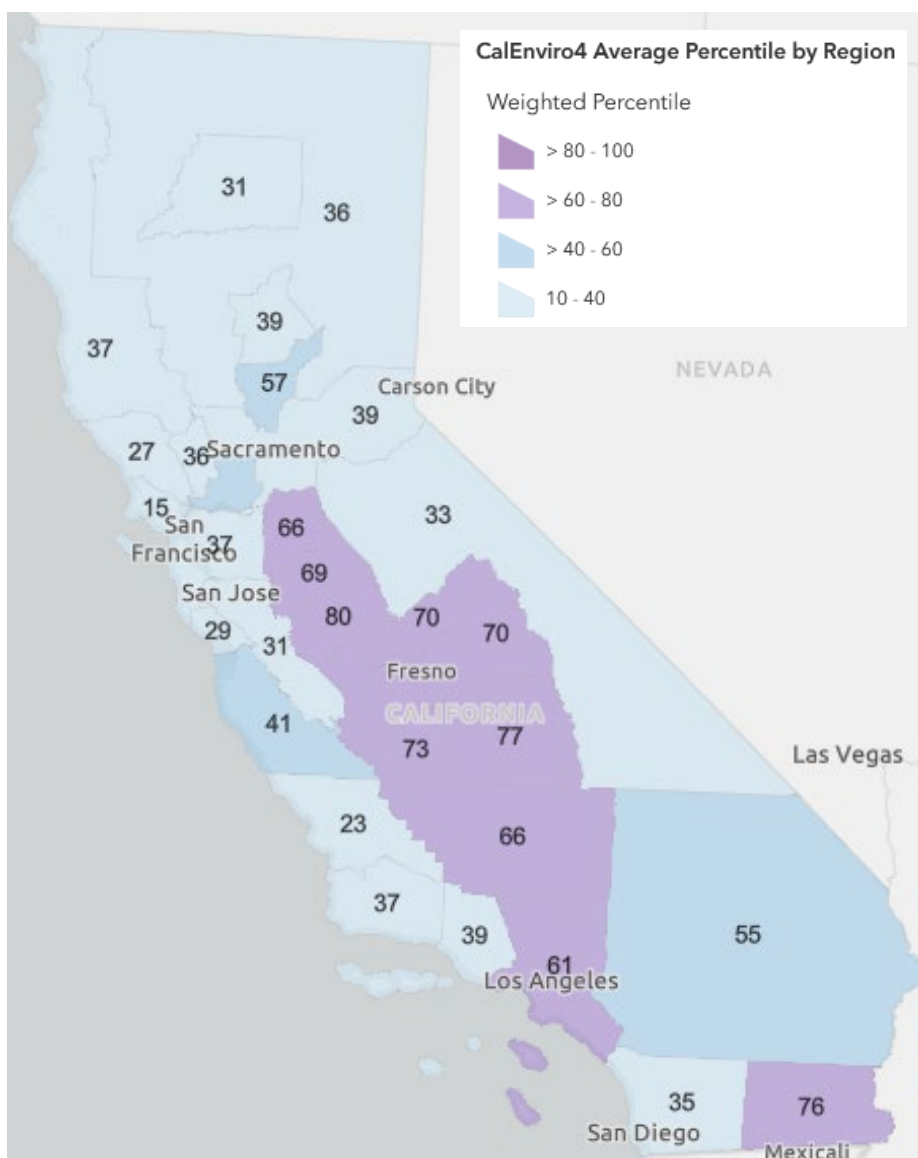 CalEnviro4 Average Percentile by Region
Weighted Percentile
> 80 - 100
> 60 - 80
> 40 - 60
10 - 40
31
36
39
37
NEVADA
57
Carson City
39
27
36
Sacramento
15
33
San
Francisco
37
66
69
San Jose
80
70
70
29
31
Fresno
CALIFORNIA
41
73
77
Las Vegas
23
66
37
39
55
61
Los Angeles
35
76
San Diego
Mexicali